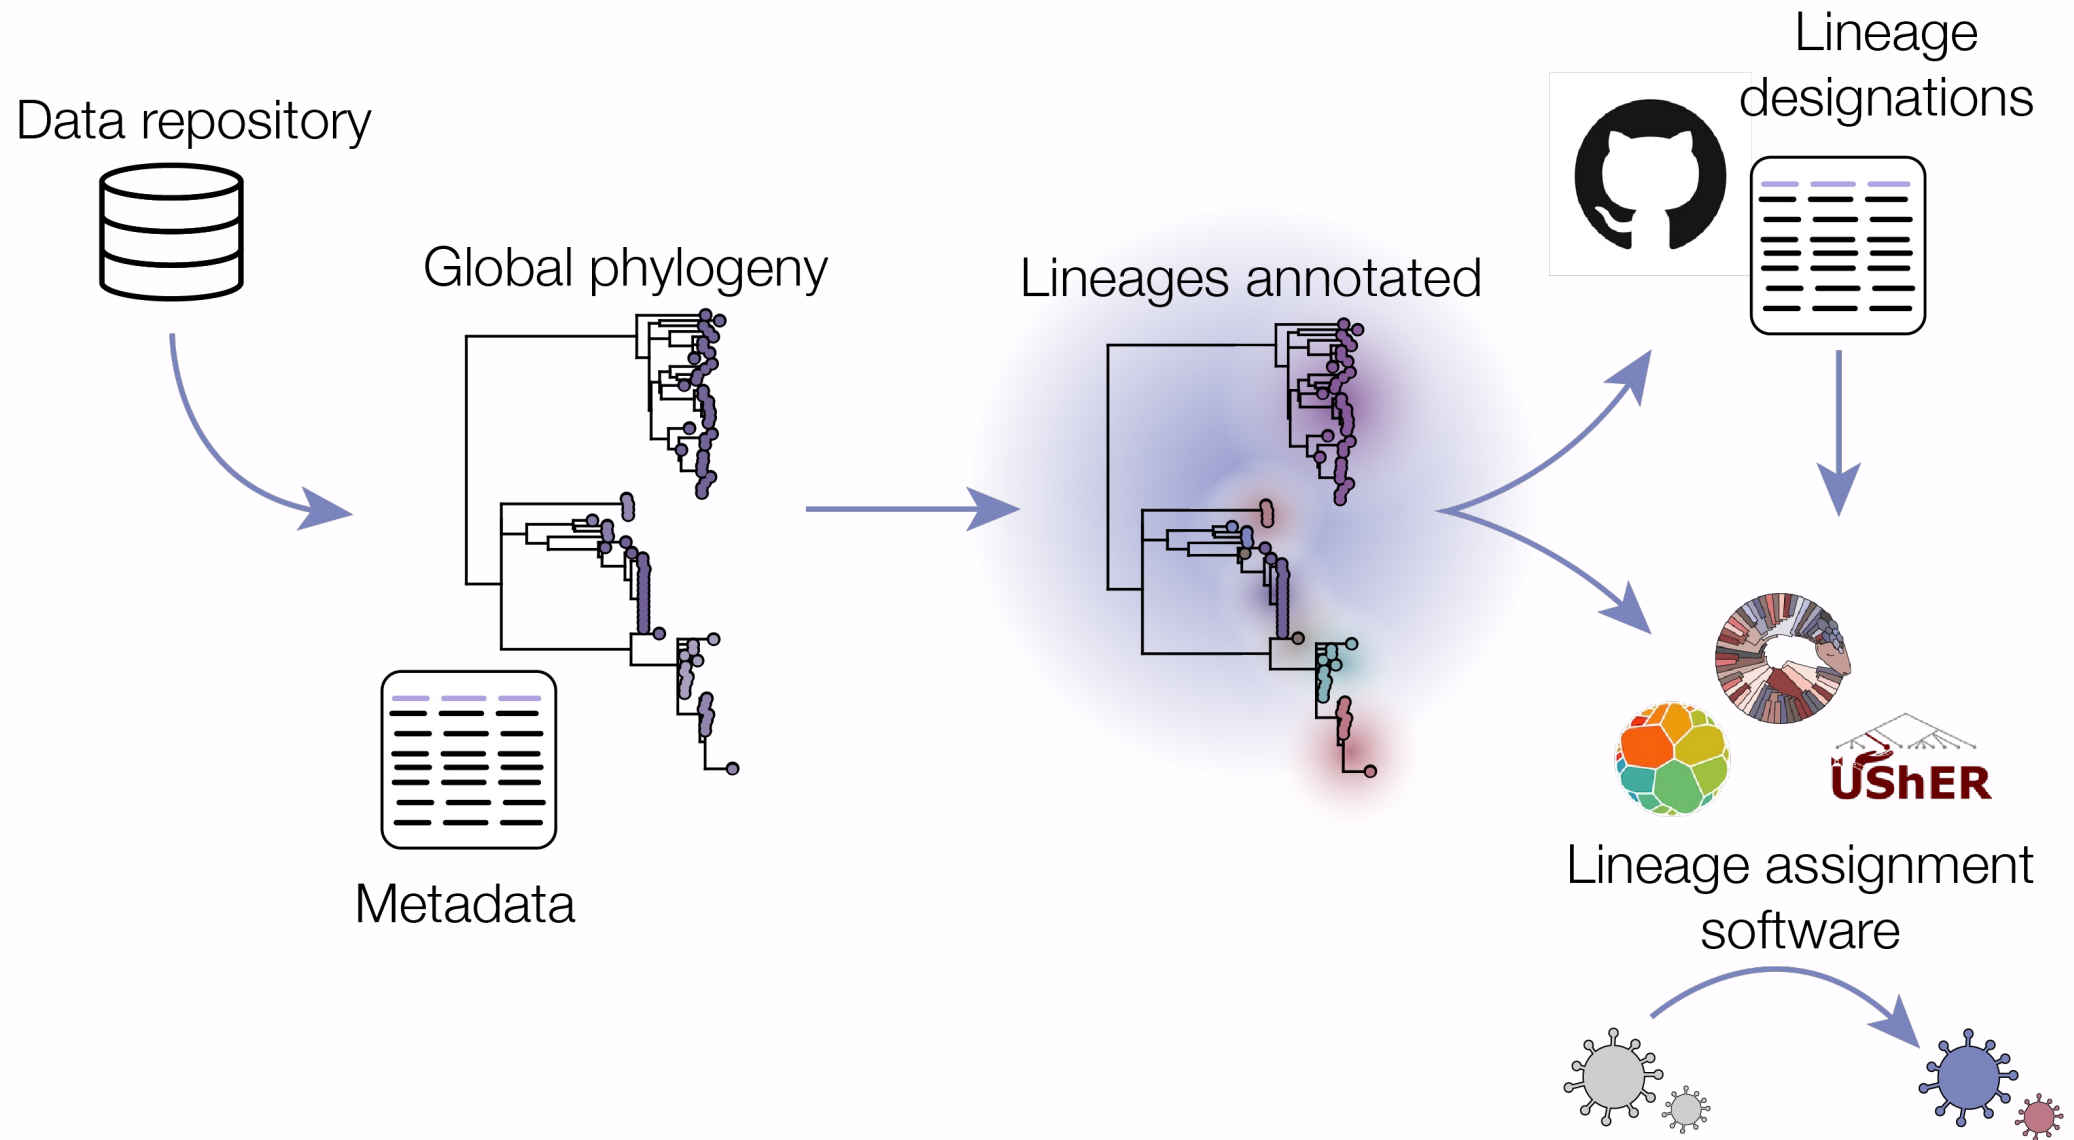 Data repository
Global phylogeny
Metadata
Lineages annotated
Lineage
designations
UShER
Lineage assignment
software